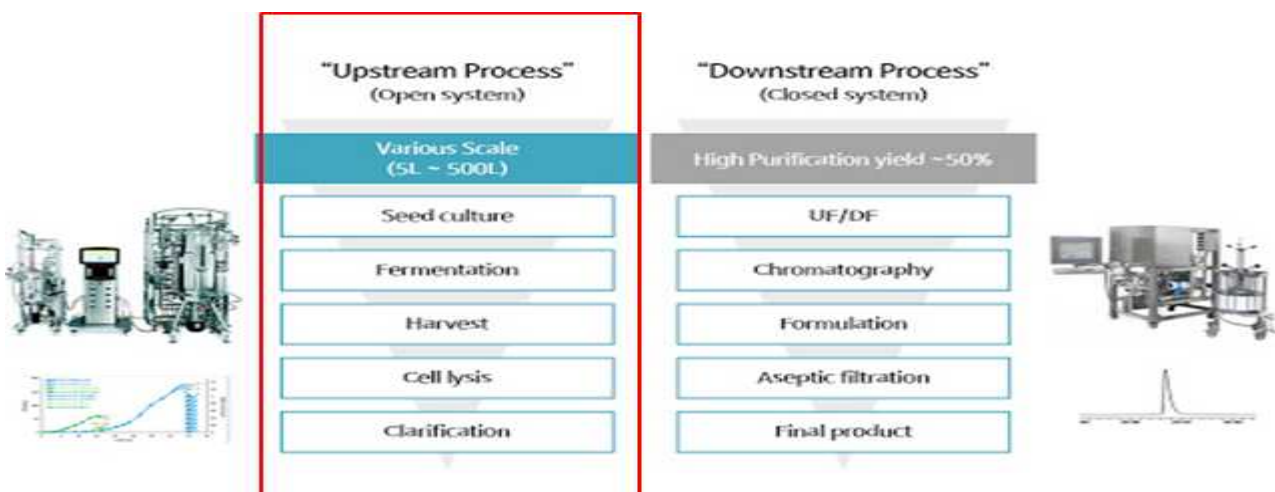 “Upstream Process”
(Open system)
Various Scale
(5L ~ 500L)
Seed culture
Fermentation
Harvest
Cell lysis
Clarification
“Downstream Process”
(Closed system)
High Purification yield ~50%
UF/DF
Chromatography
Formulation
Aseptic filtration
Final product